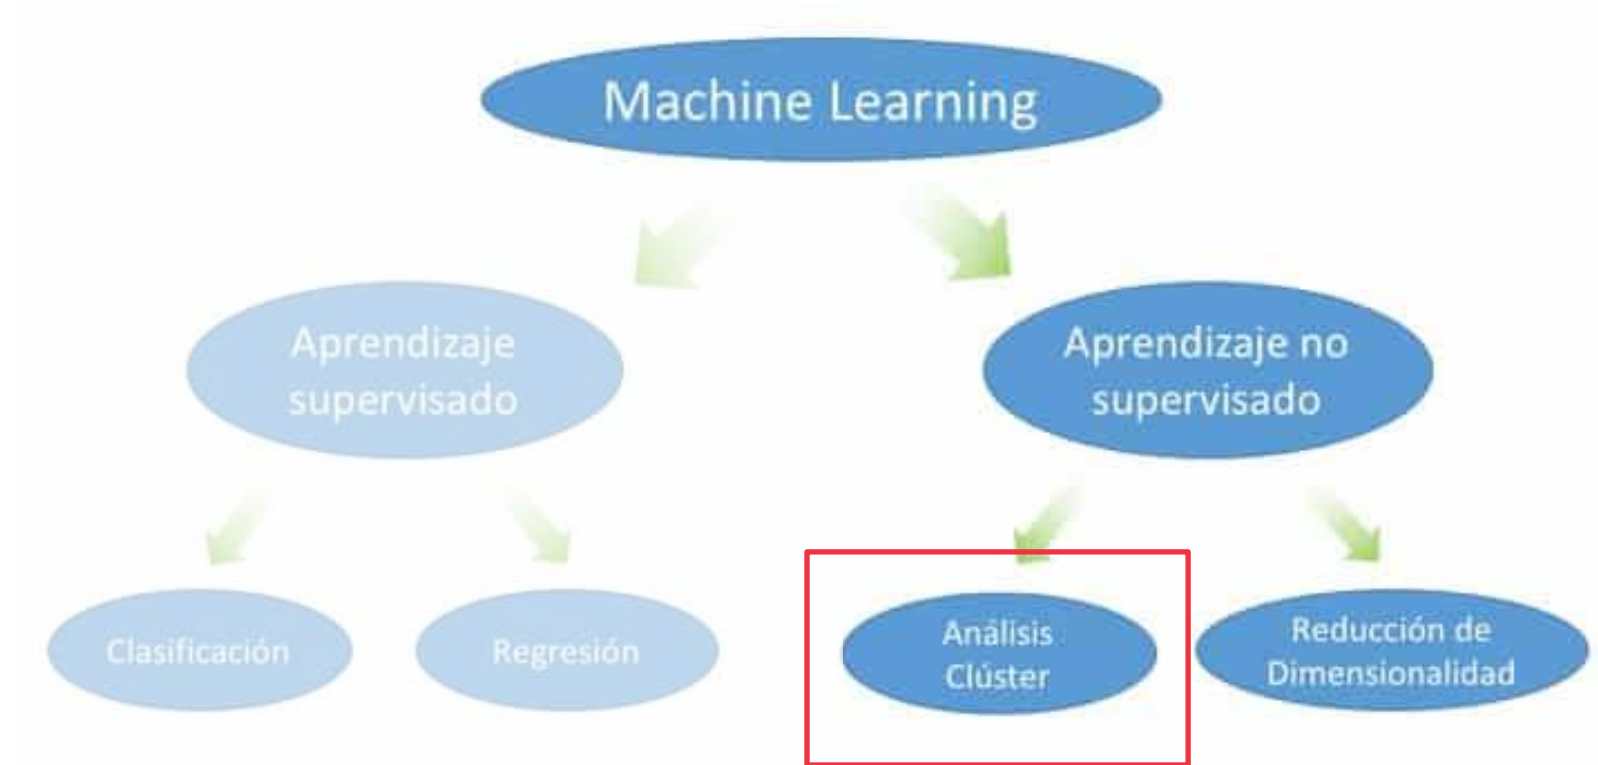 Machine Learning
Aprendizaje
supervisado
Aprendizaje no
supervisado
Clasificación
Regresión
Análisis
Clúster
Reducción de
Dimensionalidad